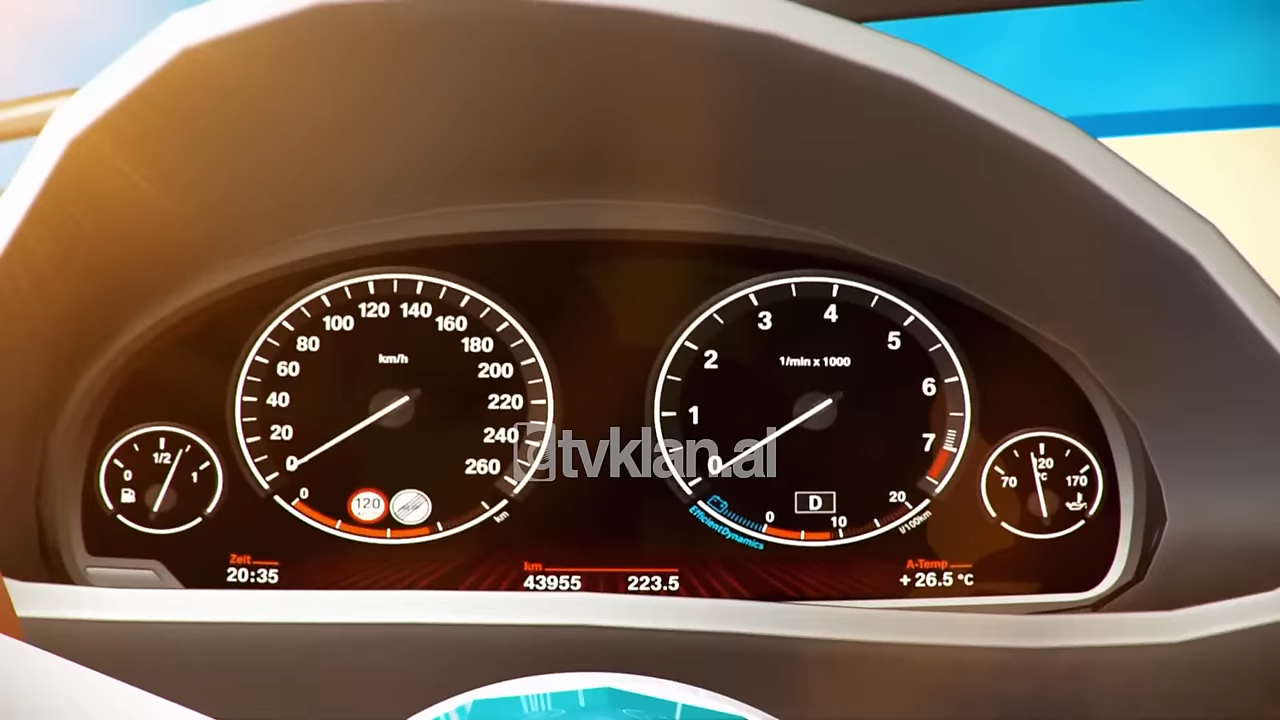 120 140
100 160
80 180
km/h
60 200
40 220
20 240
0 260
0
120
km
3 4
2 5
1/min x 1000
1 6
0 7
D
0 10 20
l/100km
EfficientDynamics
1/2
0 1
120
°C
70 170
tvklan.al
Zeit
20:35
km
43955 223.5
A-Temp
+ 26.5 °C